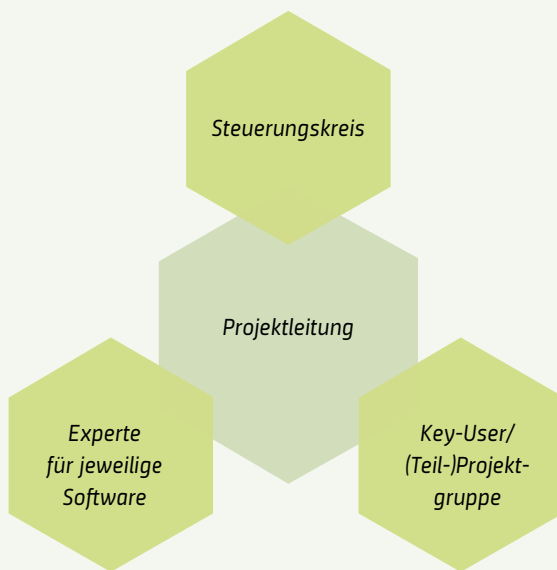 Steuerungskreis
Projektleitung
Experte
für jeweilige
Software
Key-User/
(Teil-)Projekt-
gruppe